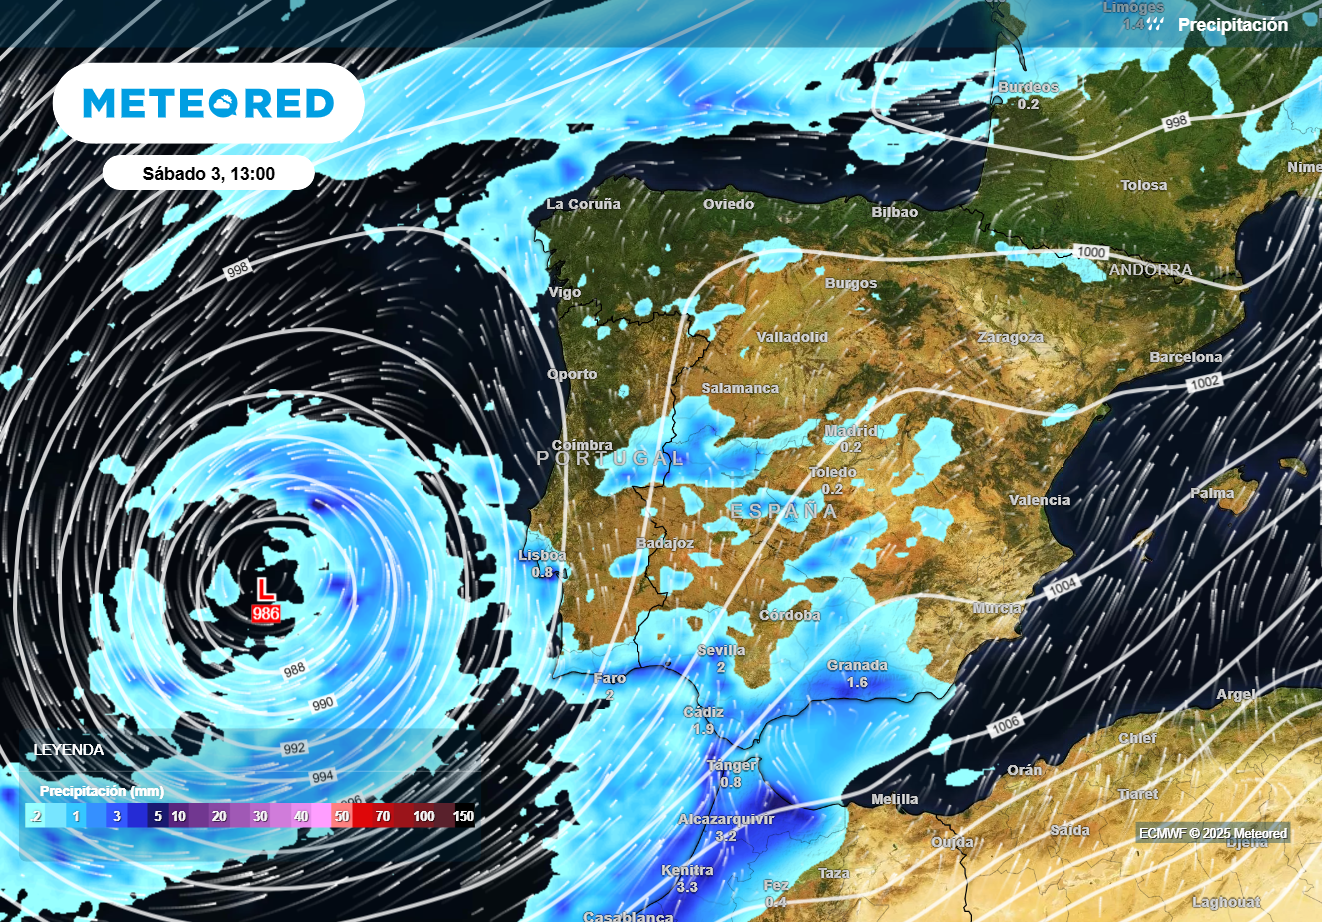 Limoges
1.4
Precipitación
METEORED
Burdeos
0.2
998
Sábado 3, 13:00
Nime
Tolosa
La Coruña
Oviedo
Bilbao
998
1000
ANDORRA
Vigo
Burgos
Valladolid
Zaragoza
Barcelona
Oporto
Salamanca
1002
Coímbra
Madrid
0.2
PORTUGAL
Toledo
0.2
Valencia
Palma
ESPAÑA
Badajoz
Lisboa
0.8
L
986
1004
Córdoba
Murcia
Sevilla
2
988
Faro
2
Granada
1.6
Argel
990
Cádiz
1.9
1006
992
Chlef
LEYENDA
994
Tánger
0.8
Orán
Precipitación (mm)
996
Melilla
Tiaret
.2 1 3 5 10 20 30 40 50 70 100 150
Alcazarquivir
3.2
Saida
ECMWF © 2025 Meteored
Oujda
Djelfa
Kenitra
3.3
Taza
Fez
0.4
Laghouat
Casablanca